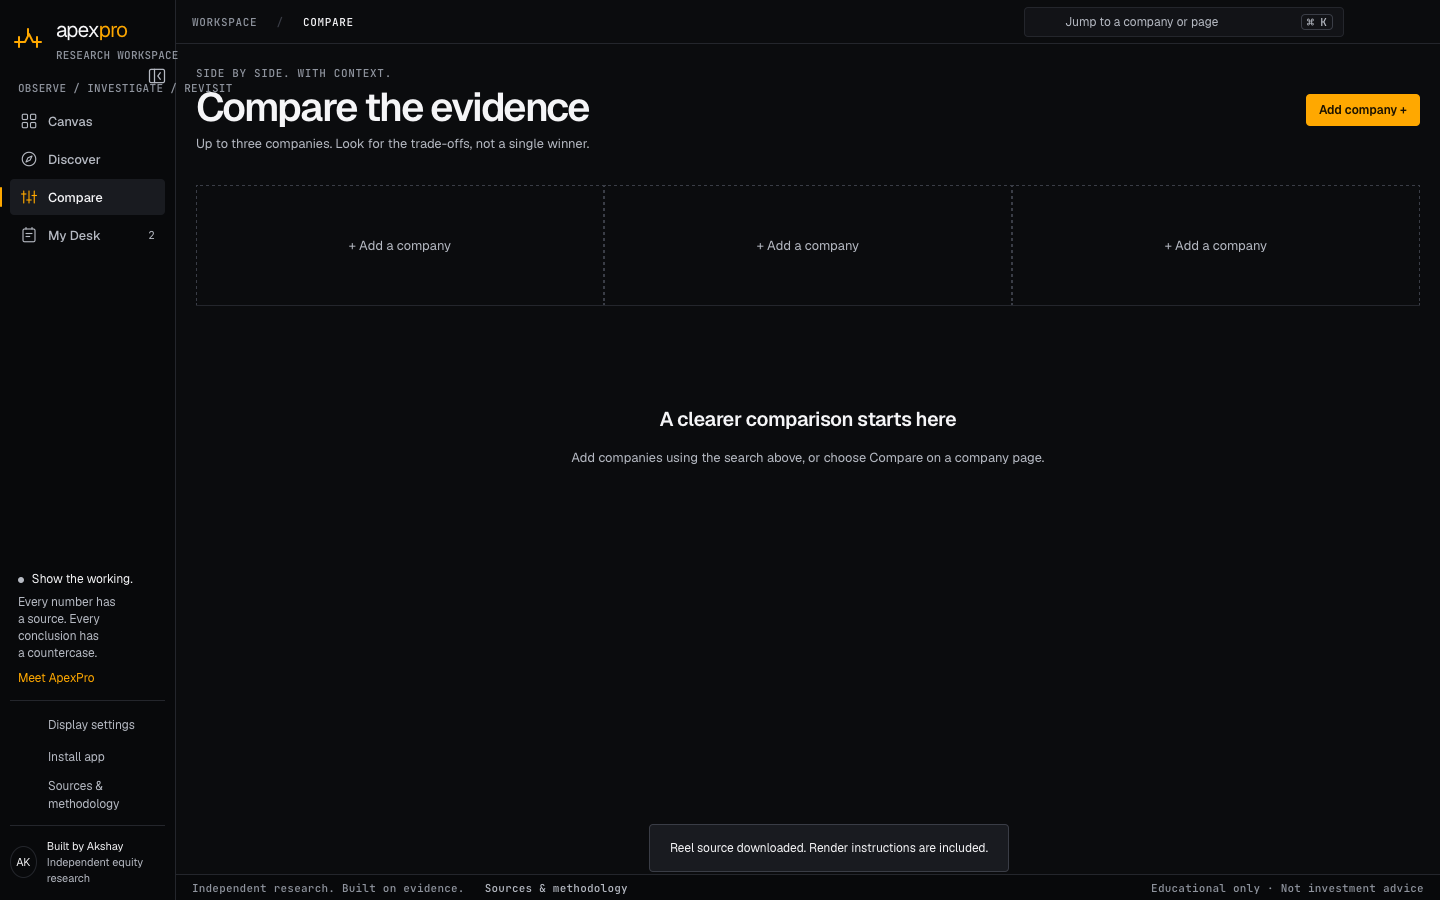 apexpro
RESEARCH WORKSPACE
OBSERVE / INVESTIGATE / REVISIT
Canvas
Discover
Compare
My Desk 2
Show the working.
Every number has
a source. Every
conclusion has
a countercase.
Meet ApexPro
Display settings
Install app
Sources &
methodology
AK
Built by Akshay
Independent equity
research
WORKSPACE / COMPARE
Jump to a company or page ⌘ K
SIDE BY SIDE. WITH CONTEXT.
Compare the evidence
Up to three companies. Look for the trade-offs, not a single winner.
Add company +
+ Add a company
+ Add a company
+ Add a company
A clearer comparison starts here
Add companies using the search above, or choose Compare on a company page.
Reel source downloaded. Render instructions are included.
Independent research. Built on evidence. Sources & methodology
Educational only · Not investment advice